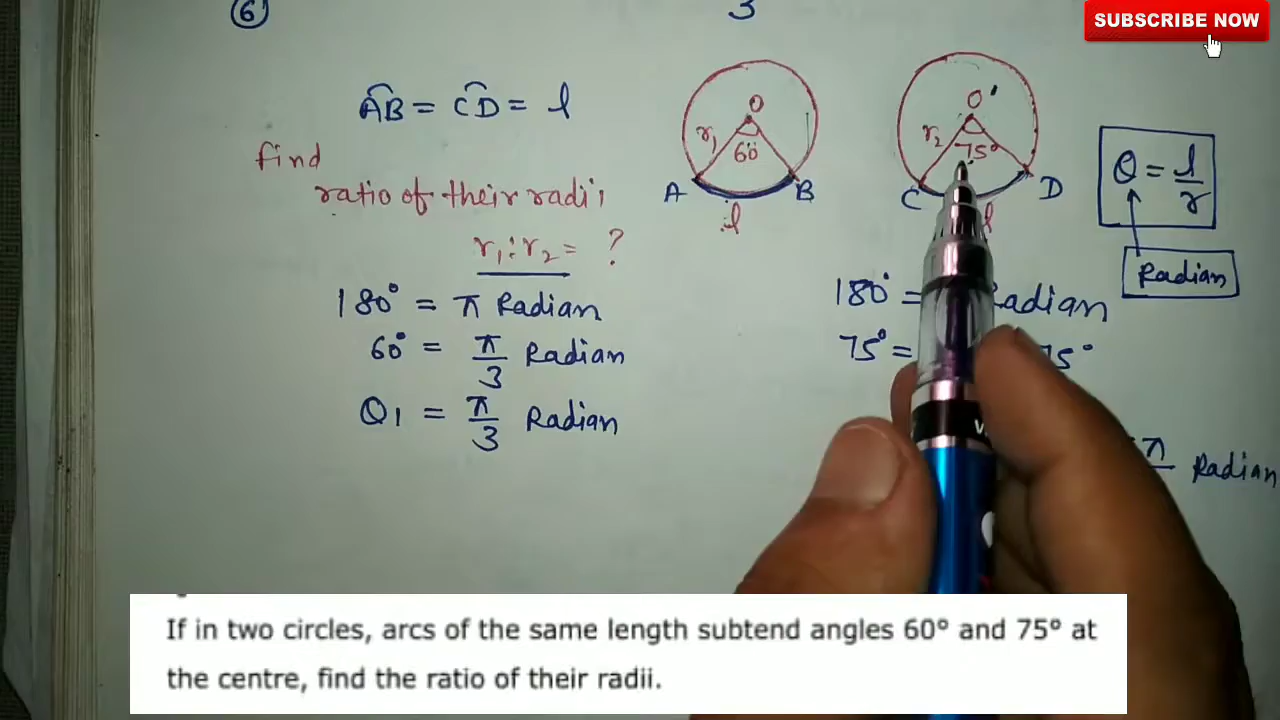 SUBSCRIBE NOW
6
3
AB = CD = l
find
ratio of their radii
r₁ : r₂ = ?
O
r₁
60°
A
B
l
O'
r₂
75°
C
D
l
θ = l/r
Radian
180° = π Radian
60° = π/3 Radian
θ1 = π/3 Radian
180° = Radian
75° = 75°
π Radian
If in two circles, arcs of the same length subtend angles 60° and 75° at
the centre, find the ratio of their radii.